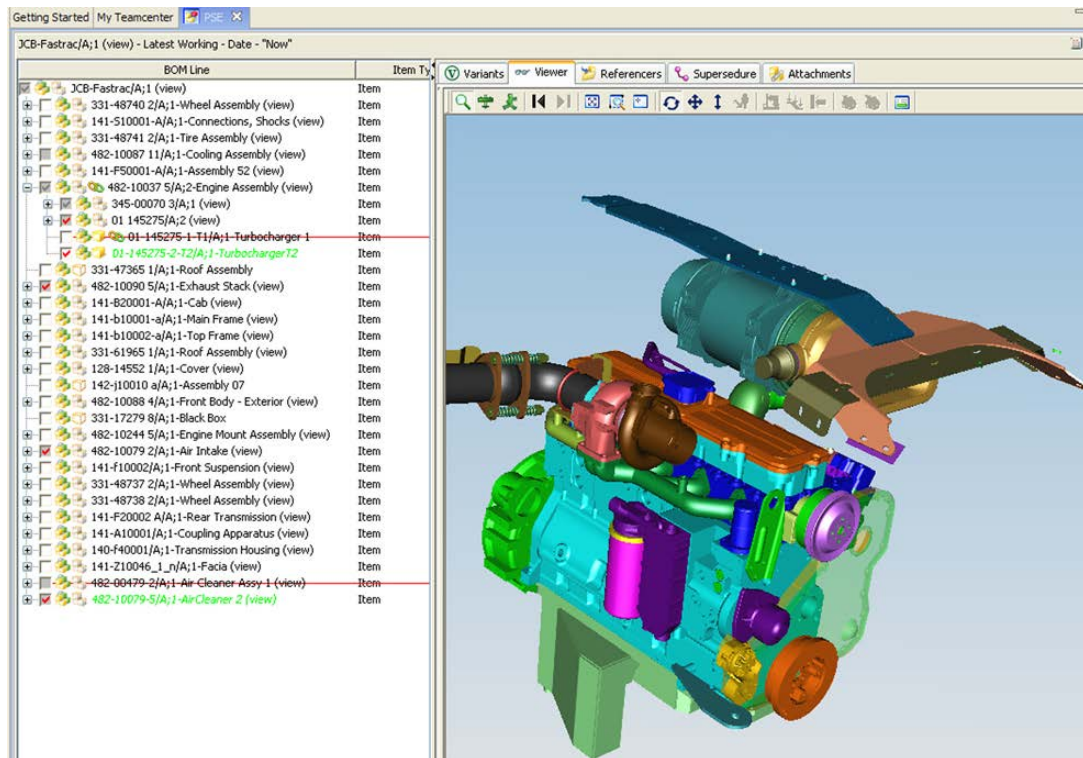 Getting Started My Teamcenter PSE
JCB-Fastrac/A;1 (view) - Latest Working - Date - "Now"
BOM Line Item Ty
Variants Viewer Referencers Supersedure Attachments
JCB-Fastrac/A;1 (view) Item
331-48740 2/A;1-Wheel Assembly (view) Item
141-S10001-A/A;1-Connections, Shocks (view) Item
331-48741 2/A;1-Tire Assembly (view) Item
482-10087 11/A;1-Cooling Assembly (view) Item
141-F50001-A/A;1-Assembly 52 (view) Item
482-10037 5/A;2-Engine Assembly (view) Item
345-00070 3/A;1 (view) Item
01 145275/A;2 (view) Item
01-145275-1-T1/A;1-Turbocharger 1 Item
01-145275-2-T2/A;1-TurbochargerT2 Item
331-47365 1/A;1-Roof Assembly Item
482-10090 5/A;1-Exhaust Stack (view) Item
141-B20001-A/A;1-Cab (view) Item
141-b10001-a/A;1-Main Frame (view) Item
141-b10002-a/A;1-Top Frame (view) Item
331-61965 1/A;1-Roof Assembly (view) Item
128-14552 1/A;1-Cover (view) Item
142-j10010 a/A;1-Assembly 07 Item
482-10088 4/A;1-Front Body - Exterior (view) Item
331-17279 8/A;1-Black Box Item
482-10244 5/A;1-Engine Mount Assembly (view) Item
482-10079 2/A;1-Air Intake (view) Item
141-f10002/A;1-Front Suspension (view) Item
331-48737 2/A;1-Wheel Assembly (view) Item
331-48738 2/A;1-Wheel Assembly (view) Item
141-F20002 A/A;1-Rear Transmission (view) Item
141-A10001/A;1-Coupling Apparatus (view) Item
140-f40001/A;1-Transmission Housing (view) Item
141-Z10046_1_n/A;1-Facia (view) Item
482-00479-2/A;1-Air Cleaner Assy 1 (view) Item
482-10079-5/A;1-AirCleaner 2 (view) Item